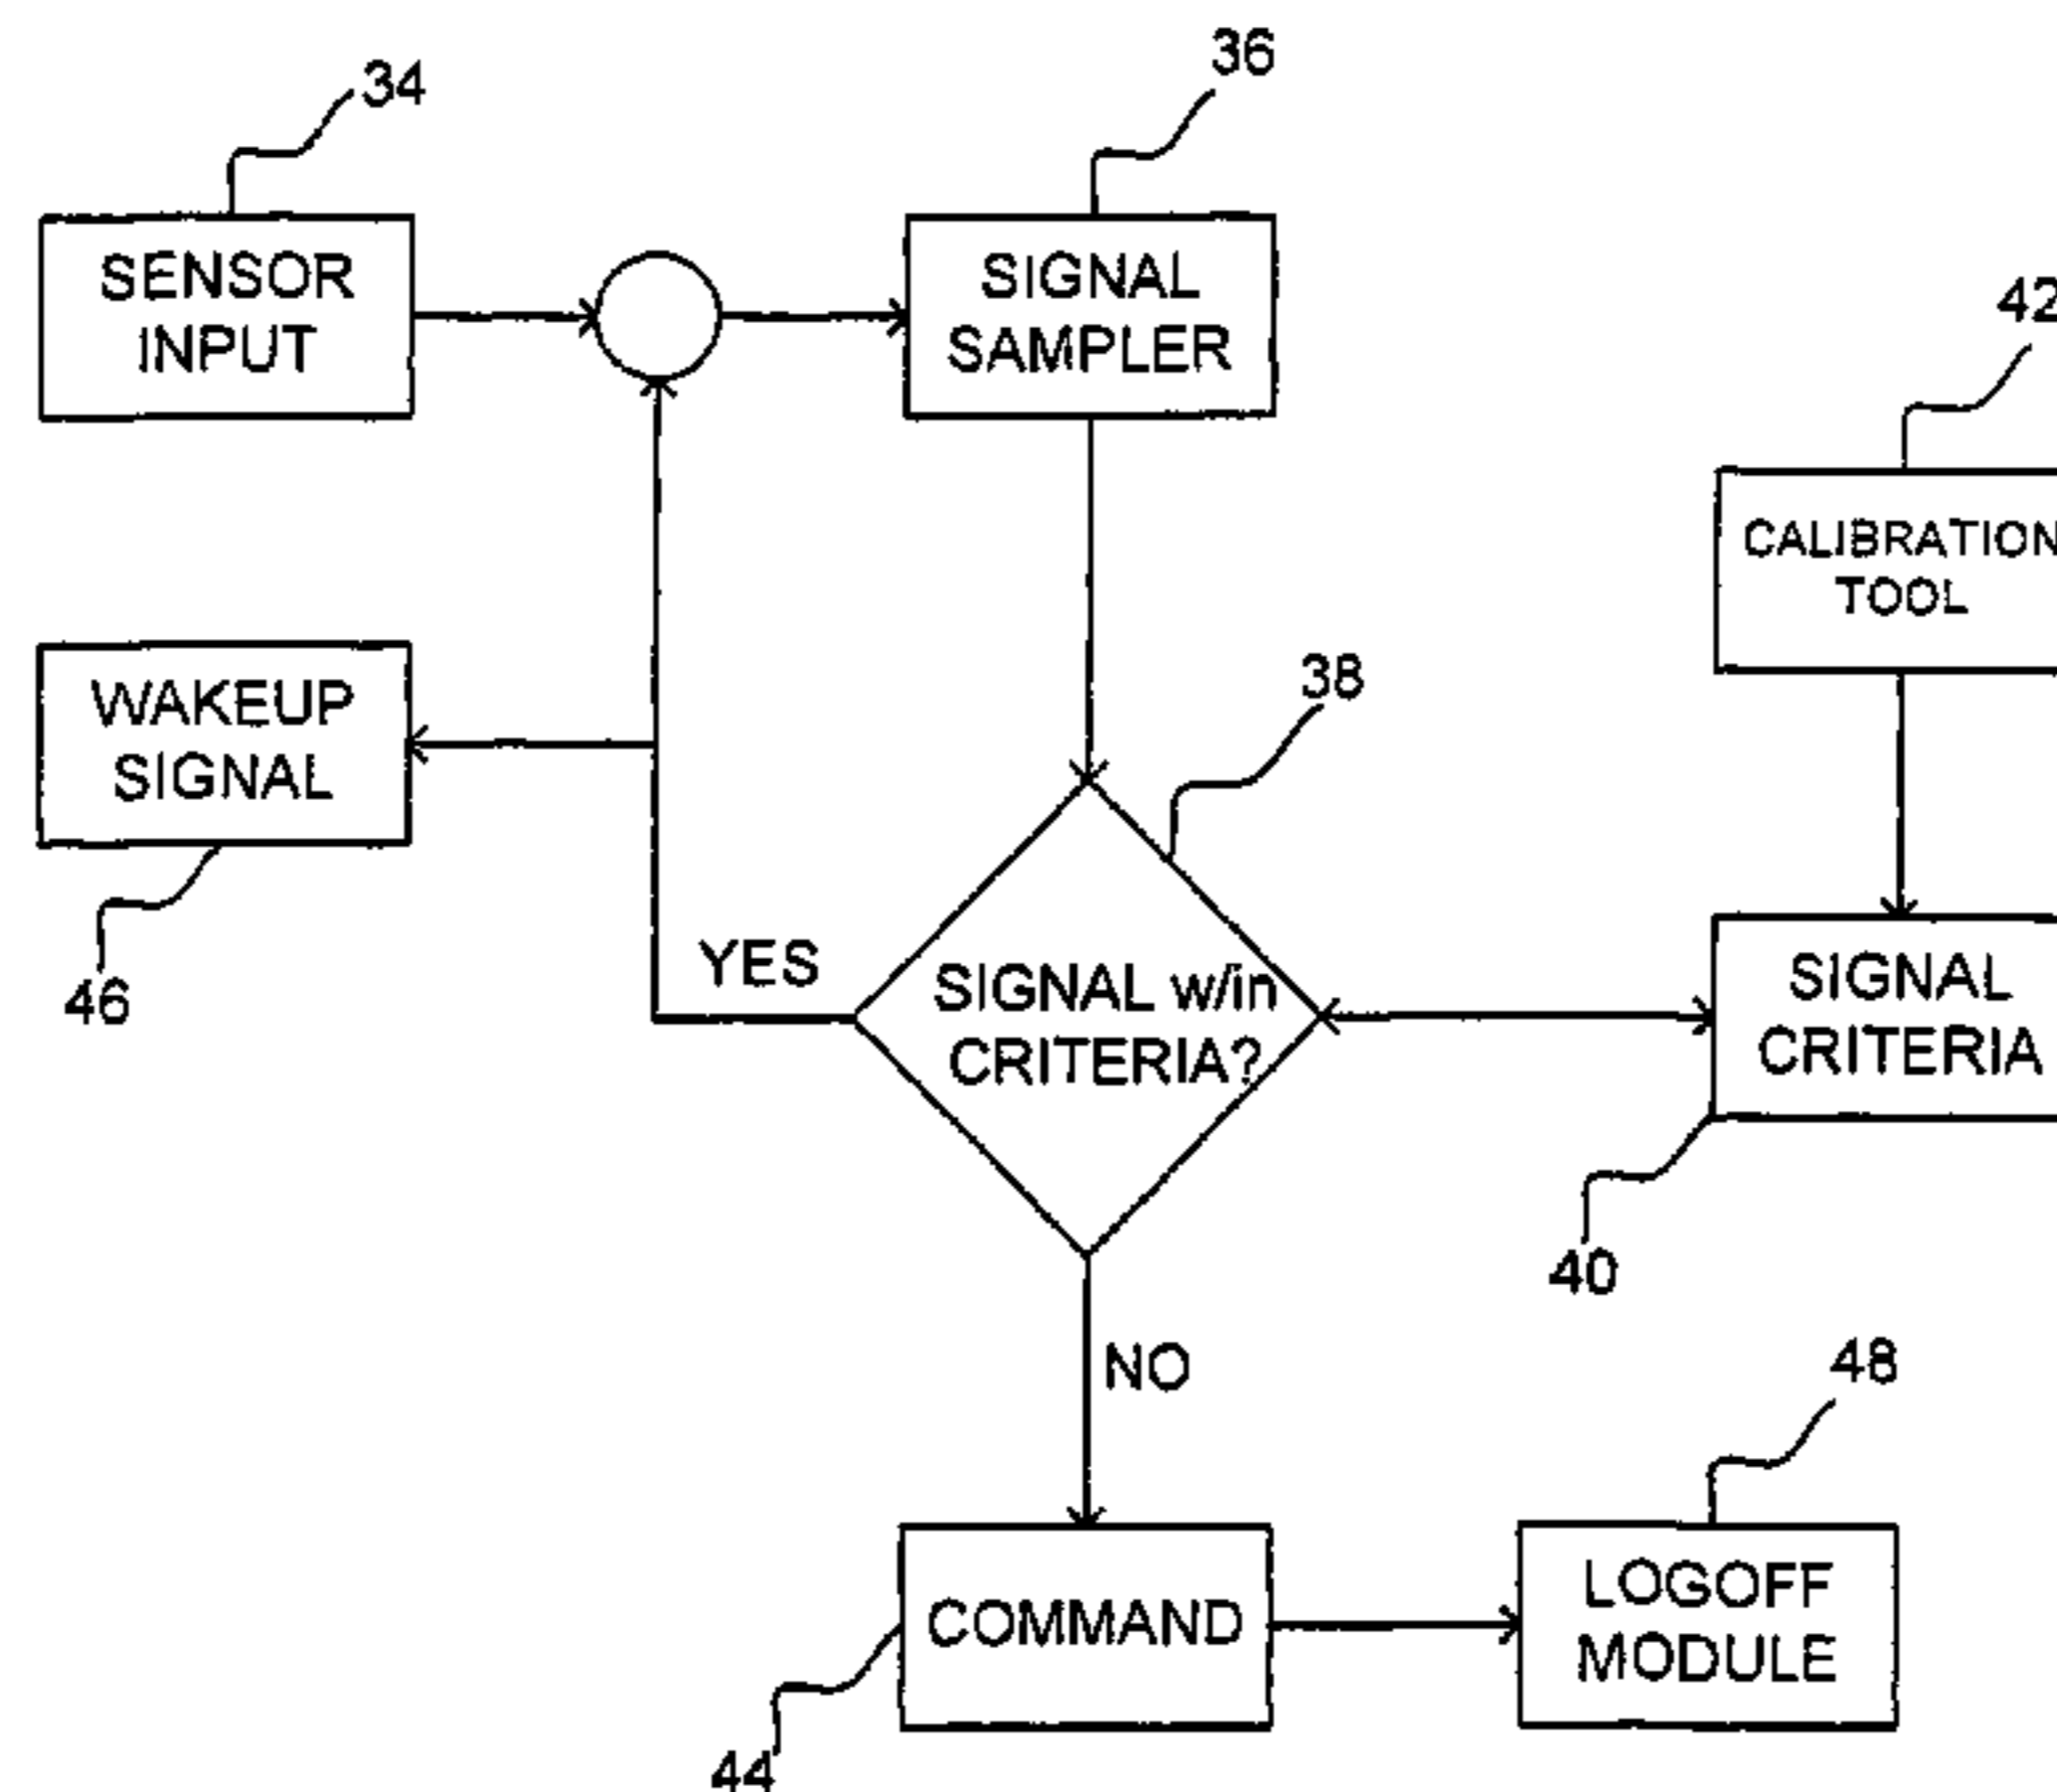 34
36
SENSOR
INPUT
SIGNAL
SAMPLER
42
CALIBRATION
TOOL
WAKEUP
SIGNAL
46
38
YES
SIGNAL w/in
CRITERIA?
SIGNAL
CRITERIA
40
NO
48
COMMAND
LOGOFF
MODULE
44